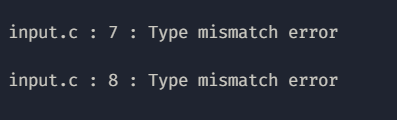 input.c : 7 : Type mismatch error
input.c : 8 : Type mismatch error